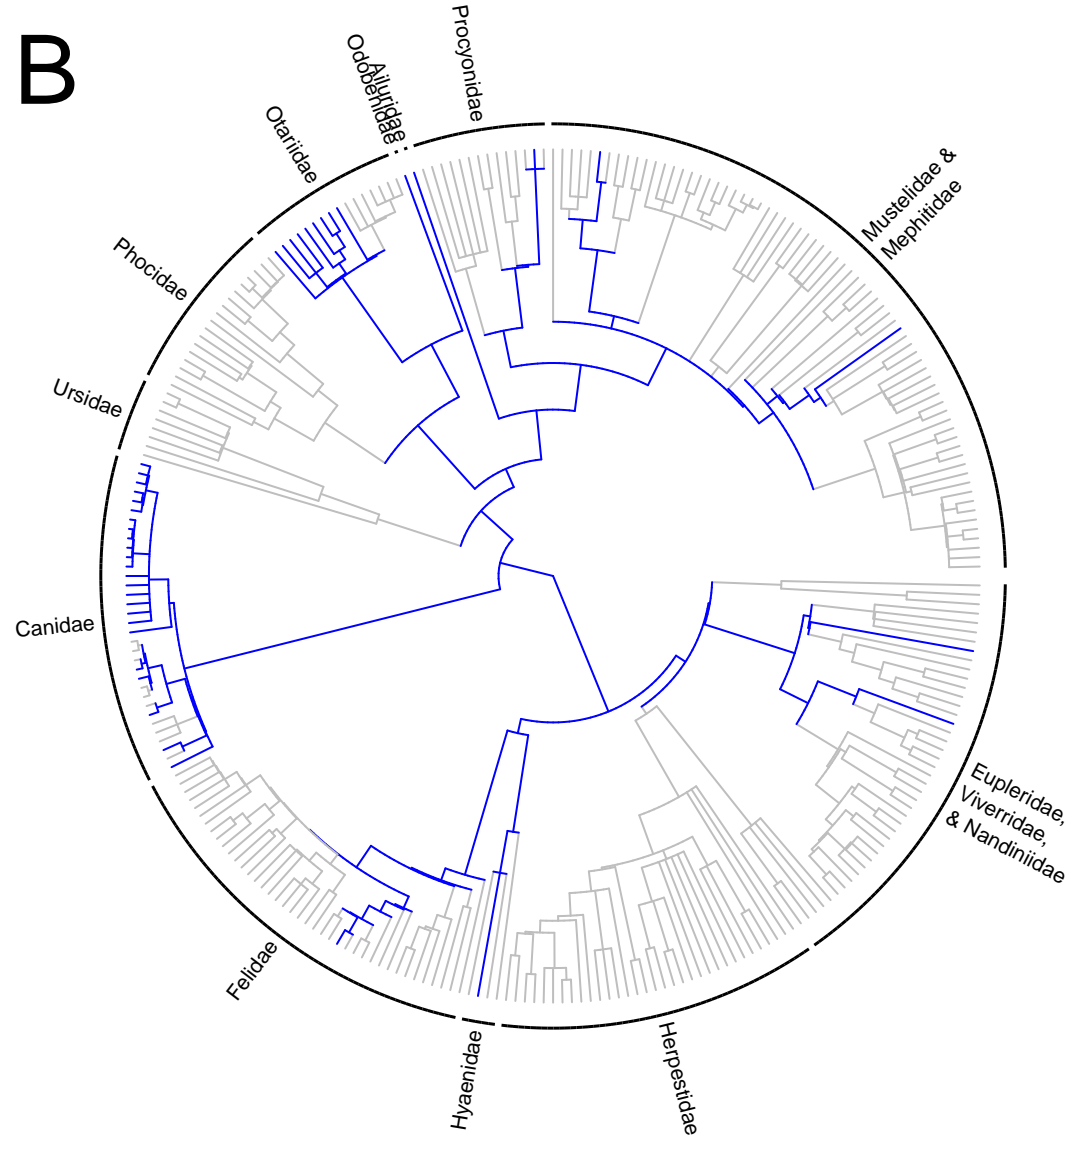 B
Procyonidae
Ailuridae
Odobenidae
Otariidae
Mustelidae &
Mephitidae
Phocidae
Ursidae
Canidae
Eupleridae,
Viverridae,
& Nandiniidae
Felidae
Hyaenidae
Herpestidae